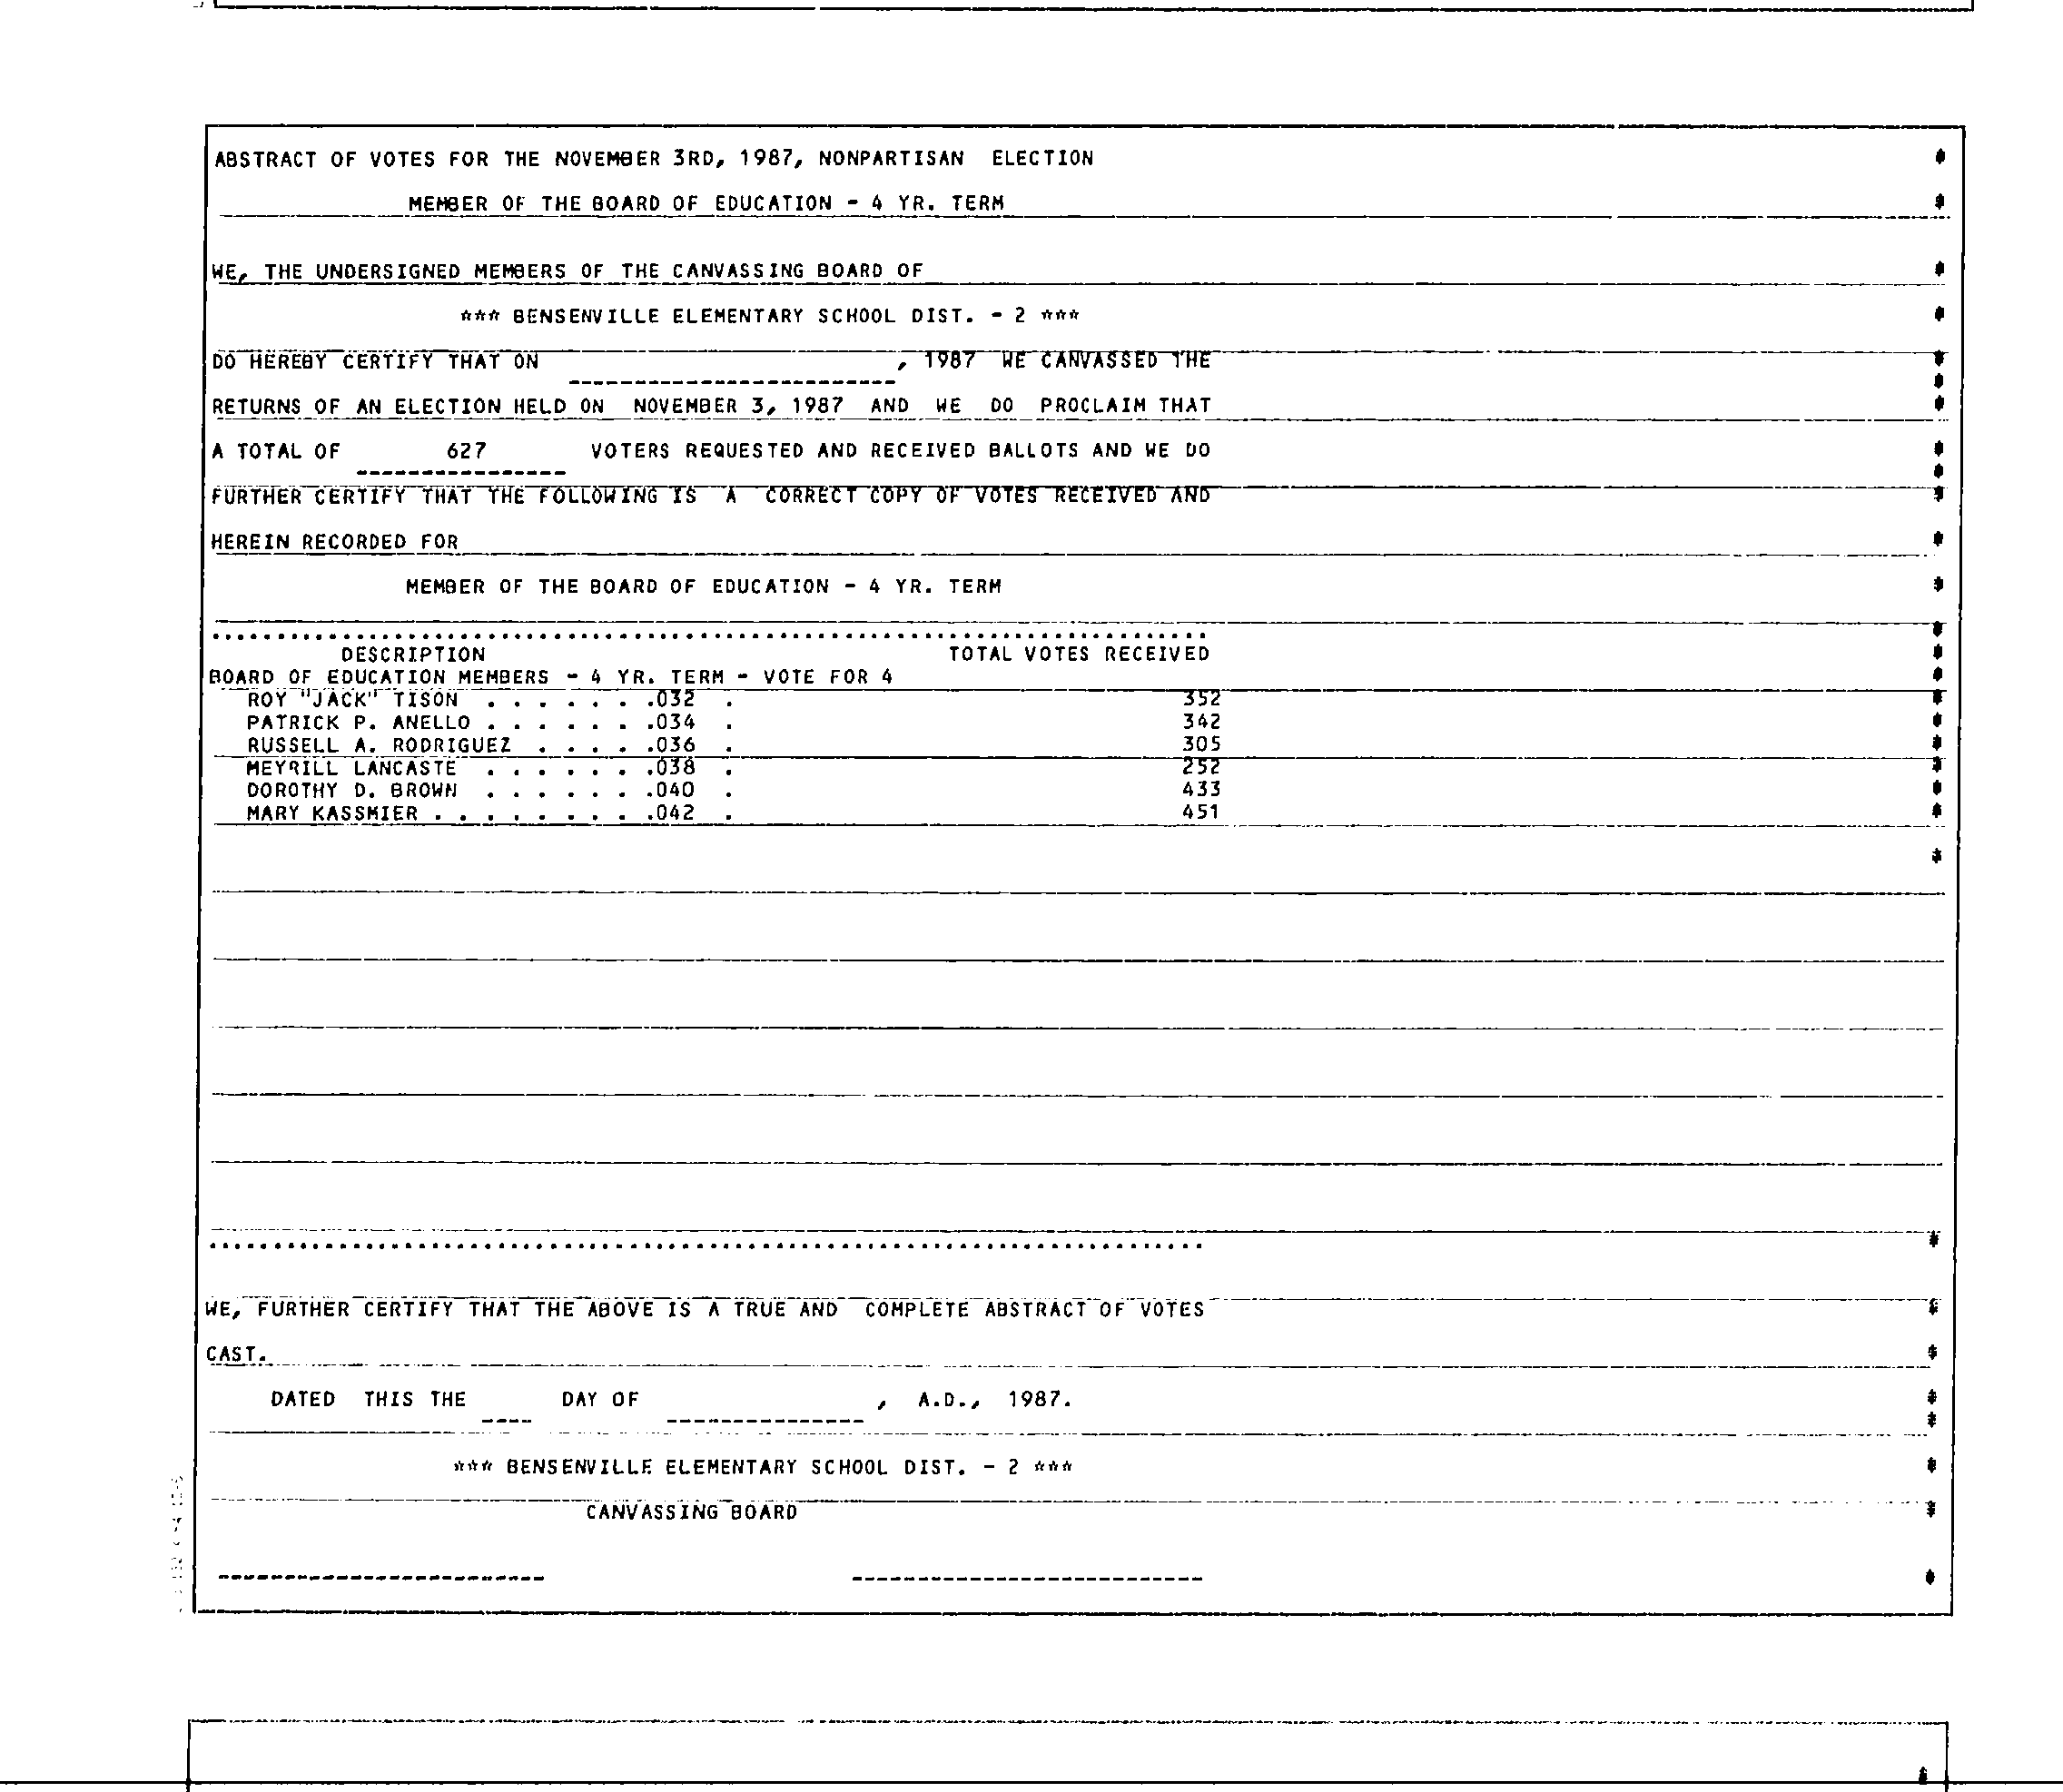 ABSTRACT OF VOTES FOR THE NOVEMBER 3RD, 1987, NONPARTISAN ELECTION
MEMBER OF THE BOARD OF EDUCATION - 4 YR. TERM
WE, THE UNDERSIGNED MEMBERS OF THE CANVASSING BOARD OF
*** BENSENVILLE ELEMENTARY SCHOOL DIST. - 2 ***
DO HEREBY CERTIFY THAT ON , 1987 WE CANVASSED THE
RETURNS OF AN ELECTION HELD ON NOVEMBER 3, 1987 AND WE DO PROCLAIM THAT
A TOTAL OF 627 VOTERS REQUESTED AND RECEIVED BALLOTS AND WE DO
FURTHER CERTIFY THAT THE FOLLOWING IS A CORRECT COPY OF VOTES RECEIVED AND
HEREIN RECORDED FOR
MEMBER OF THE BOARD OF EDUCATION - 4 YR. TERM
DESCRIPTION TOTAL VOTES RECEIVED
BOARD OF EDUCATION MEMBERS - 4 YR. TERM - VOTE FOR 4
ROY "JACK" TISON . . . . . . .032 . 352
PATRICK P. ANELLO . . . . . . .034 . 342
RUSSELL A. RODRIGUEZ . . . . .036 . 305
MEYRILL LANCASTE . . . . . . .038 . 252
DOROTHY D. BROWN . . . . . . .040 . 433
MARY KASSMIER . . . . . . . . .042 . 451
WE, FURTHER CERTIFY THAT THE ABOVE IS A TRUE AND COMPLETE ABSTRACT OF VOTES
CAST.
DATED THIS THE ---- DAY OF , A.D., 1987.
*** BENSENVILLE ELEMENTARY SCHOOL DIST. - 2 ***
CANVASSING BOARD